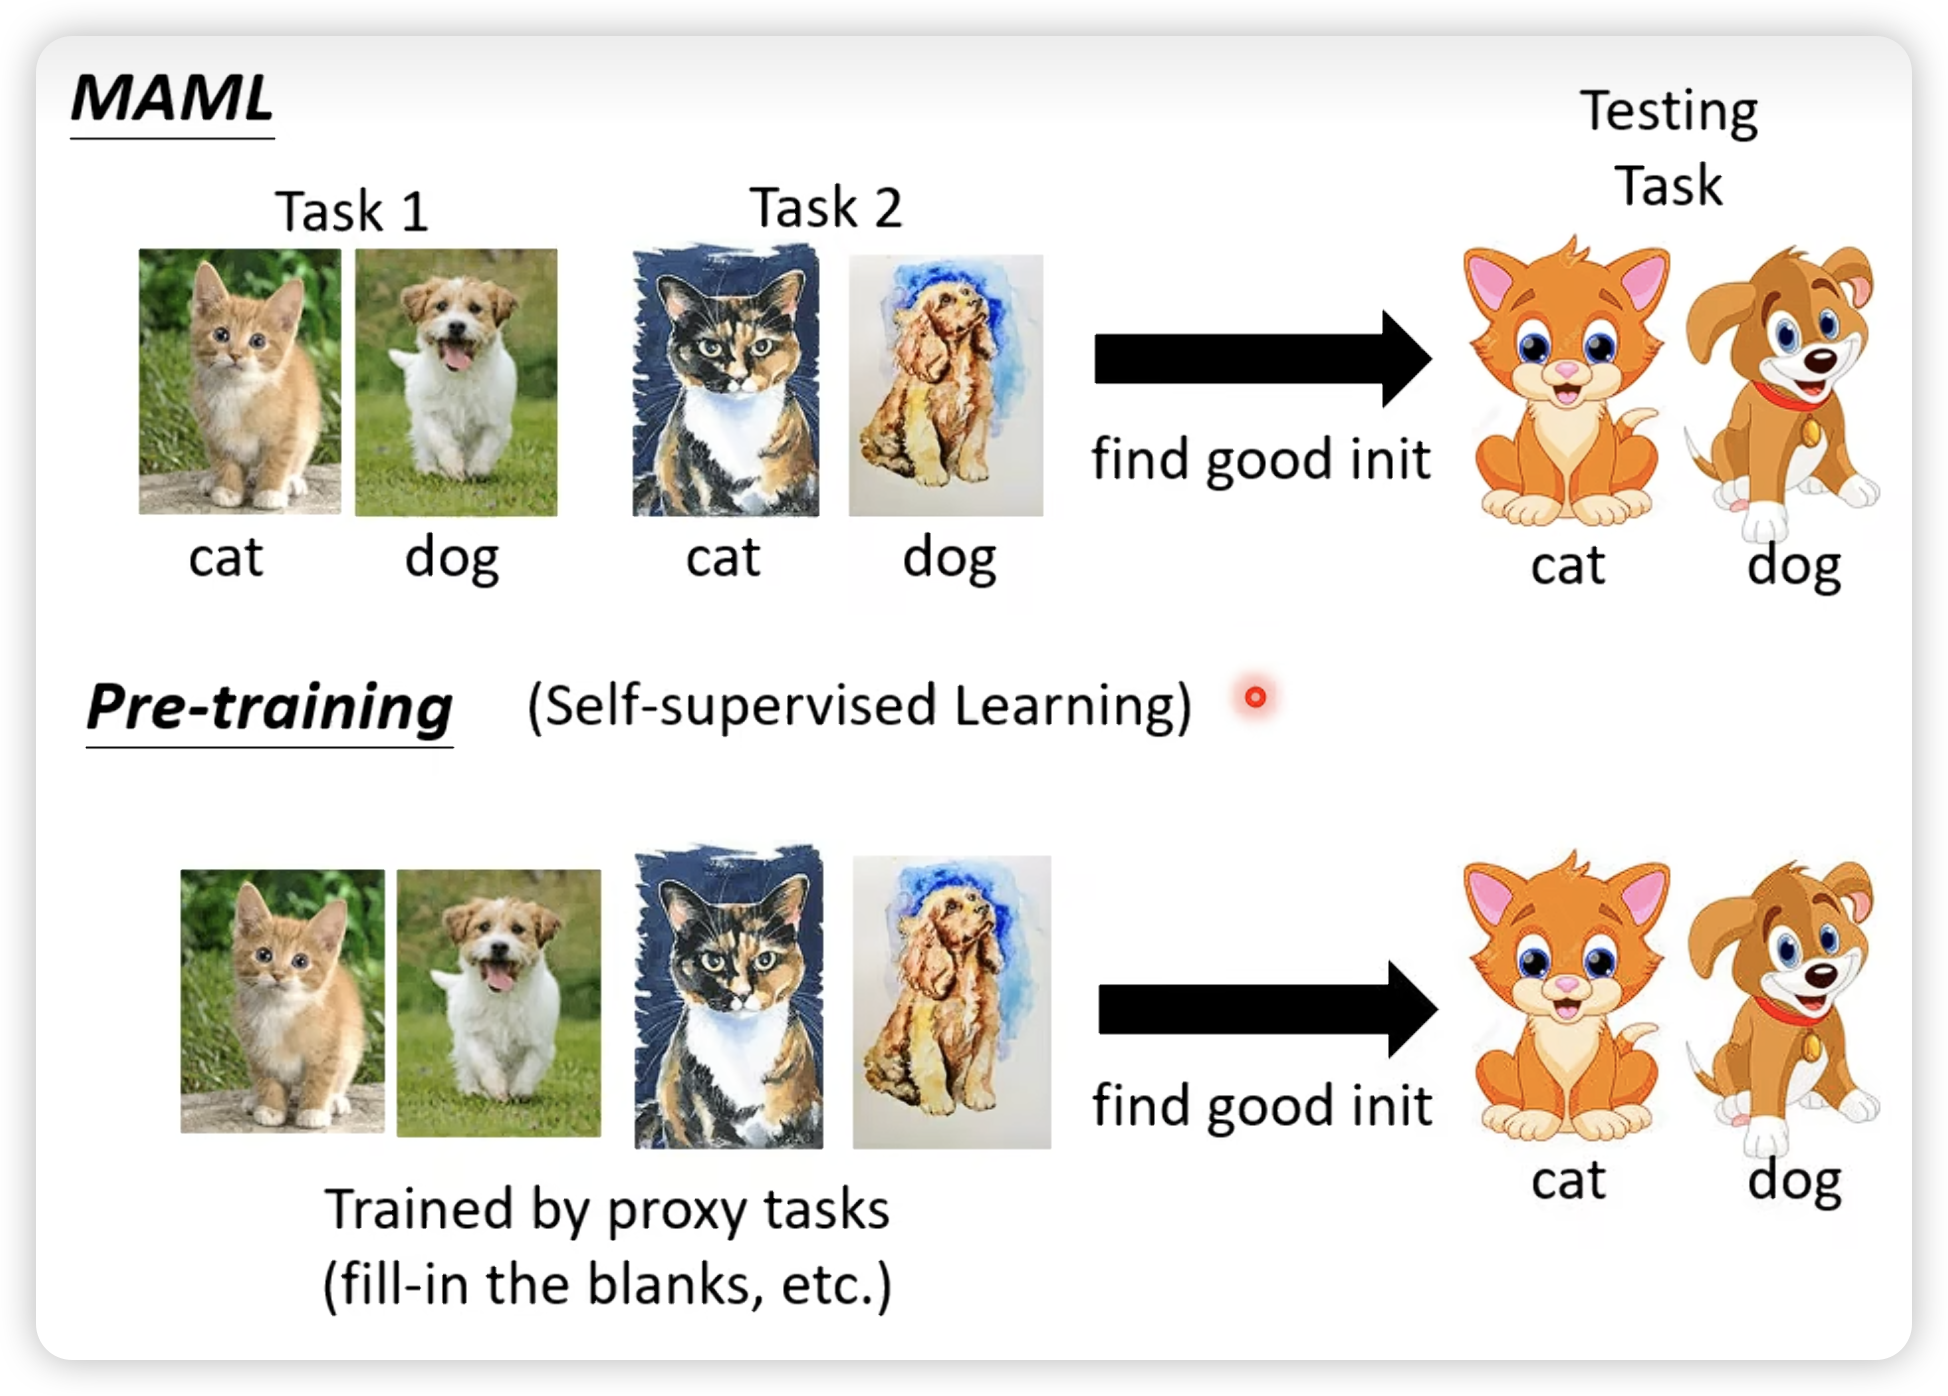 MAML
Testing
Task
Task 1
Task 2
find good init
cat
dog
cat
dog
cat
dog
Pre-training (Self-supervised Learning)
find good init
cat
dog
Trained by proxy tasks
(fill-in the blanks, etc.)